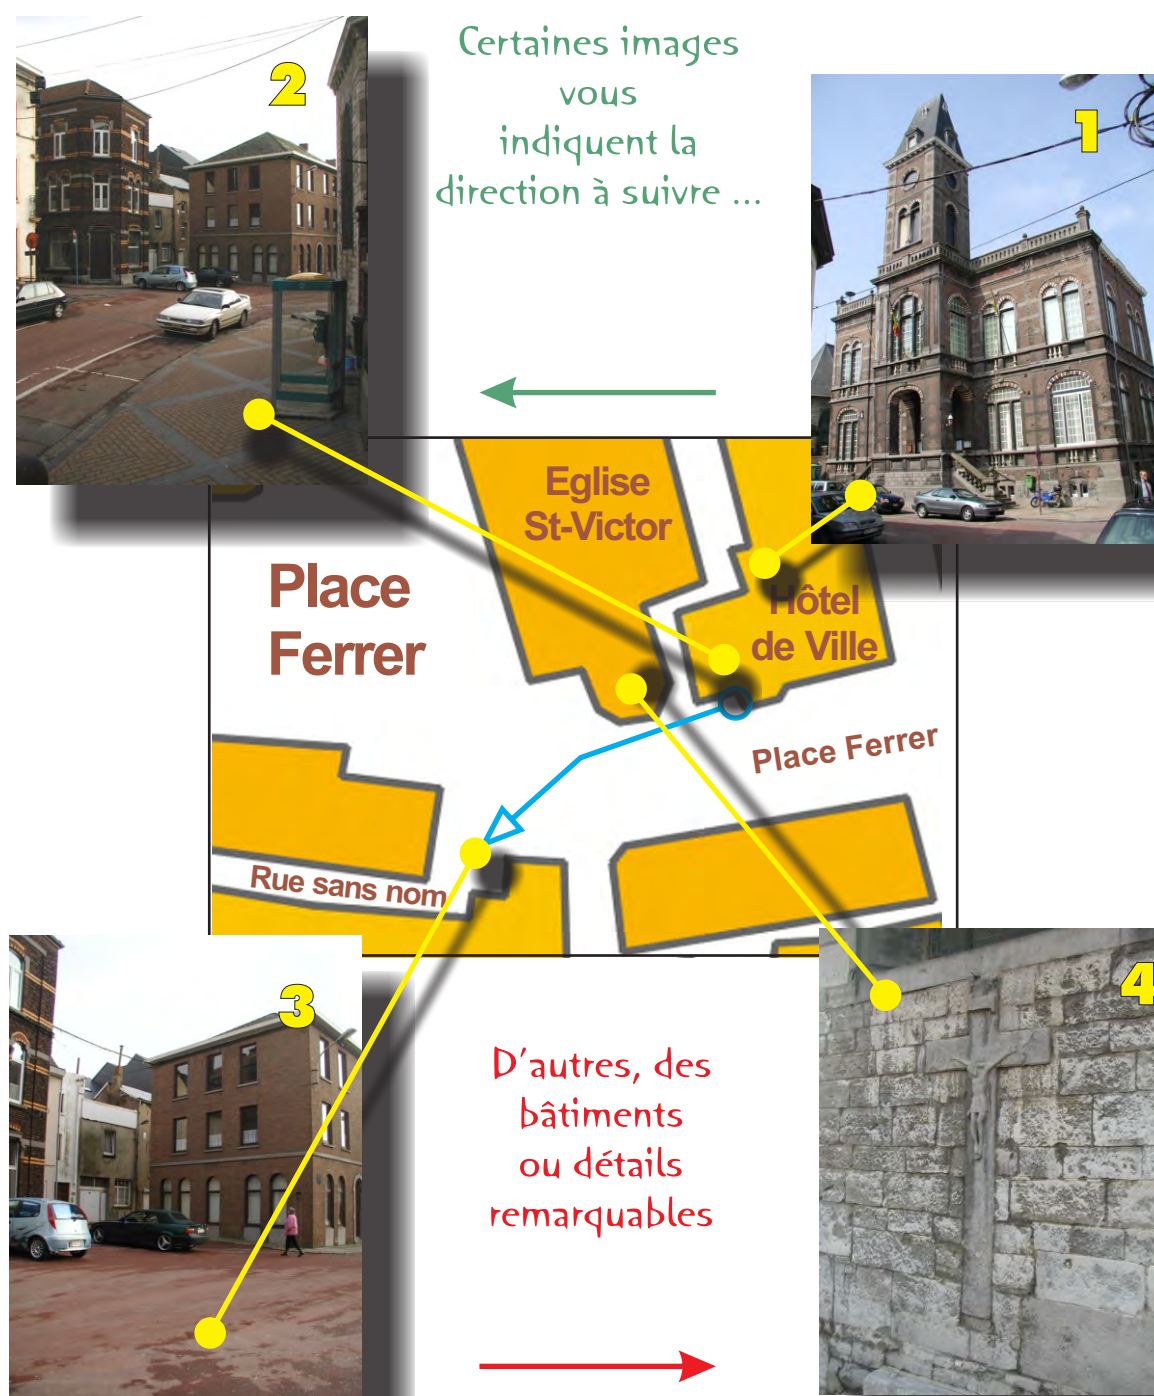 Certaines images
vous
indiquent la
direction à suivre ...
2
1
Eglise
St-Victor
Place
Ferrer
Hôtel
de Ville
Place Ferrer
Rue sans nom
3
4
D'autres, des
bâtiments
ou détails
remarquables